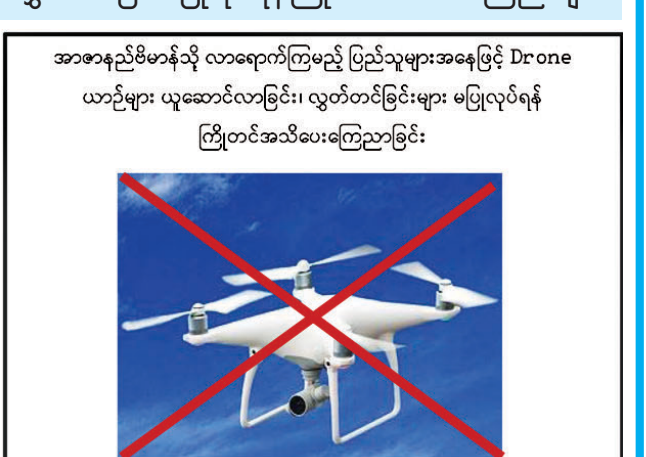 အာဇာနည်ဗိမာန်သို့ လာရောက်ကြမည့် ပြည်သူများအနေဖြင့် Drone
ယာဉ်များ ယူဆောင်လာခြင်း၊ လွှတ်တင်ခြင်းများ မပြုလုပ်ရန်
ကြိုတင်အသိပေးကြေညာခြင်း